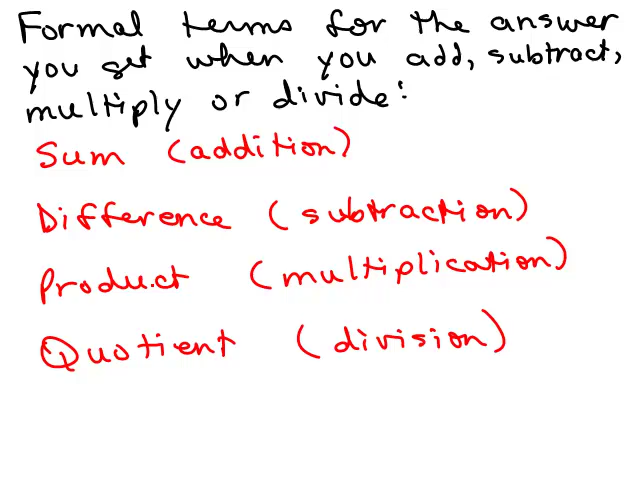 Formal terms for the answer
you get when you add, subtract,
multiply or divide:
Sum (addition)
Difference (subtraction)
Product (multiplication)
Quotient (division)